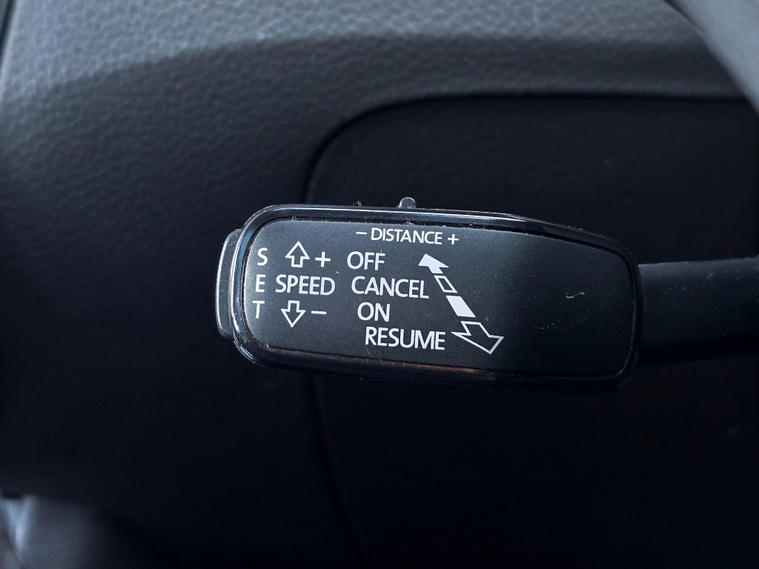 − DISTANCE +
S + OFF
E SPEED CANCEL
T − ON
RESUME